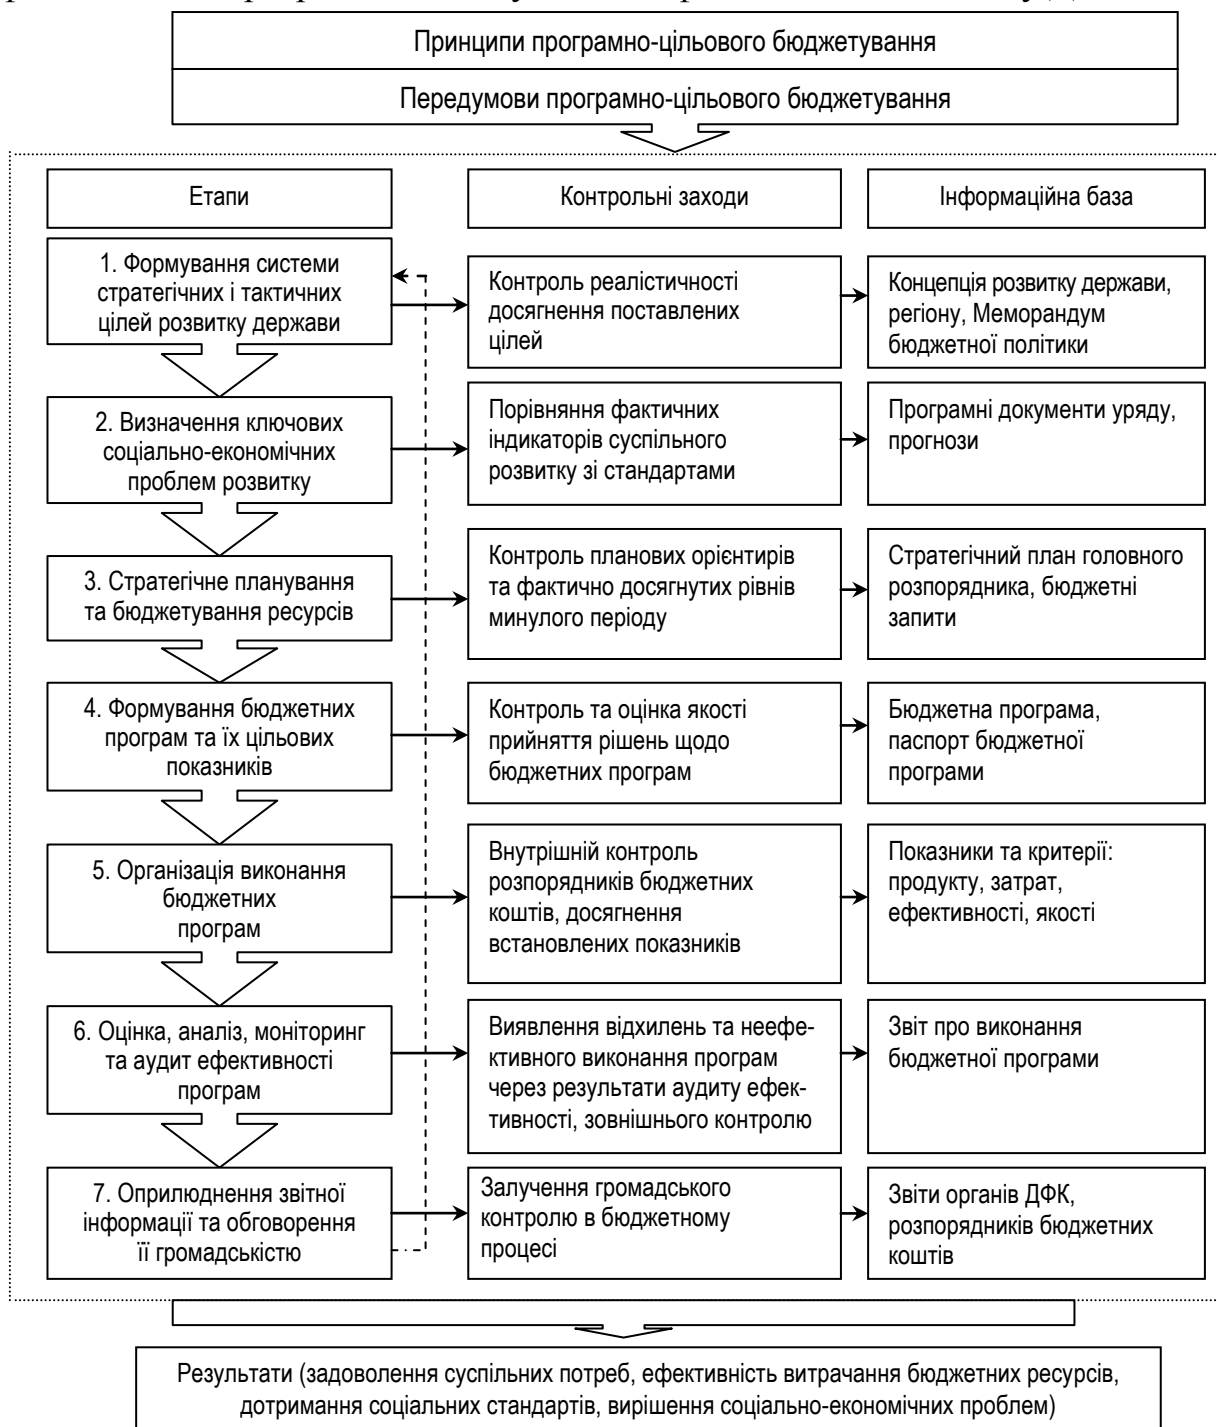 Принципи програмно-цільового бюджетування
Передумови програмно-цільового бюджетування
Етапи
Контрольні заходи
Інформаційна база
1. Формування системи
стратегічних і тактичних
цілей розвитку держави
Контроль реалістичності
досягнення поставлених
цілей
Концепція розвитку держави,
регіону, Меморандум
бюджетної політики
2. Визначення ключових
соціально-економічних
проблем розвитку
Порівняння фактичних
індикаторів суспільного
розвитку зі стандартами
Програмні документи уряду,
прогнози
3. Стратегічне планування
та бюджетування ресурсів
Контроль планових орієнтирів
та фактично досягнутих рівнів
минулого періоду
Стратегічний план головного
розпорядника, бюджетні
запити
4. Формування бюджетних
програм та їх цільових
показників
Контроль та оцінка якості
прийняття рішень щодо
бюджетних програм
Бюджетна програма,
паспорт бюджетної
програми
5. Організація виконання
бюджетних
програм
Внутрішній контроль
розпорядників бюджетних
коштів, досягнення
встановлених показників
Показники та критерії:
продукту, затрат,
ефективності, якості
6. Оцінка, аналіз, моніторинг
та аудит ефективності
програм
Виявлення відхилень та неефе-
ктивного виконання програм
через результати аудиту ефек-
тивності, зовнішнього контролю
Звіт про виконання
бюджетної програми
7. Оприлюднення звітної
інформації та обговорення
її громадськістю
Залучення громадського
контролю в бюджетному
процесі
Звіти органів ДФК,
розпорядників бюджетних
коштів
Результати (задоволення суспільних потреб, ефективність витрачання бюджетних ресурсів,
дотримання соціальних стандартів, вирішення соціально-економічних проблем)